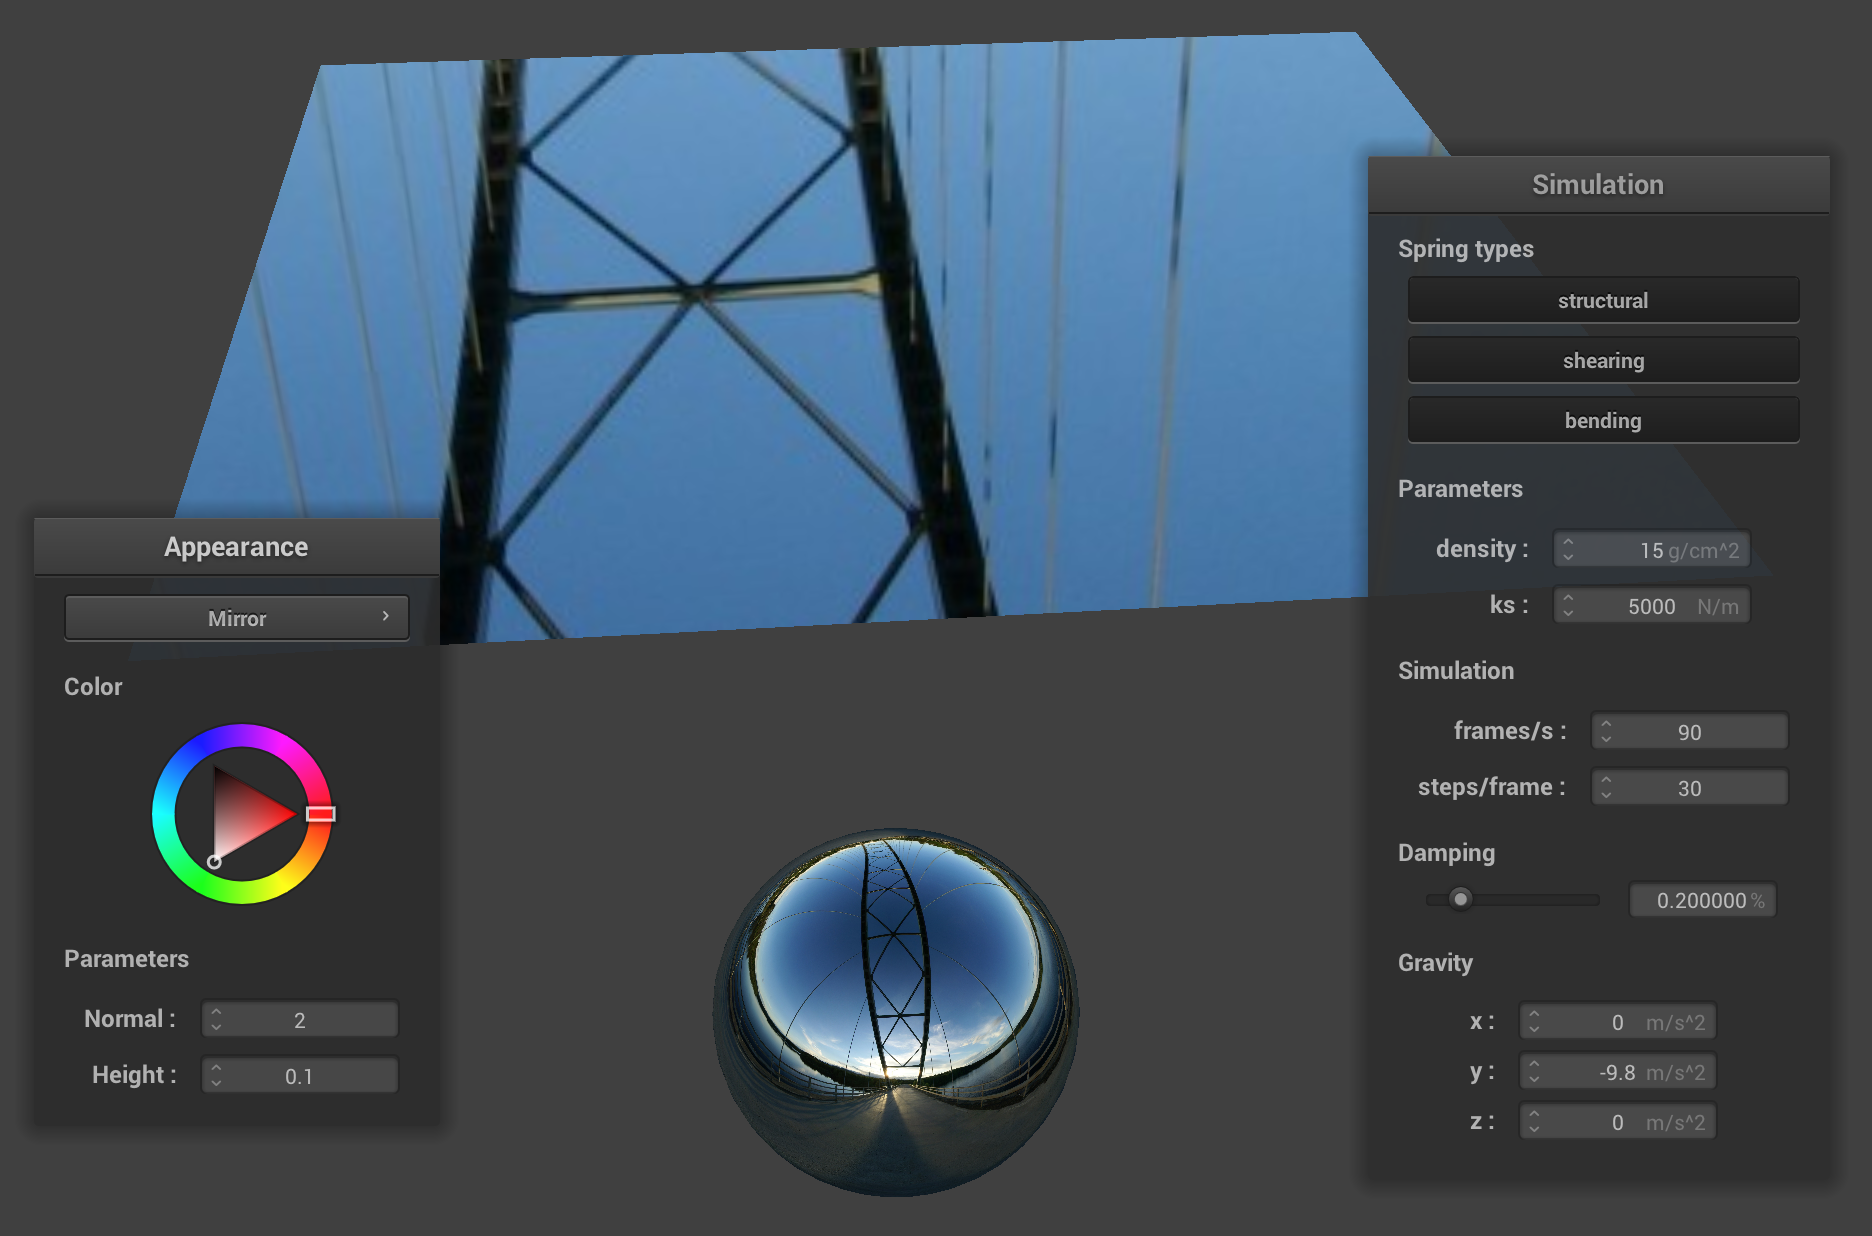 Simulation
Spring types
structural
shearing
bending
Parameters
density : 15 g/cm^2
ks : 5000 N/m
Simulation
frames/s : 90
steps/frame : 30
Damping
0.200000 %
Gravity
x : 0 m/s^2
y : -9.8 m/s^2
z : 0 m/s^2
Appearance
Mirror
Color
Parameters
Normal : 2
Height : 0.1